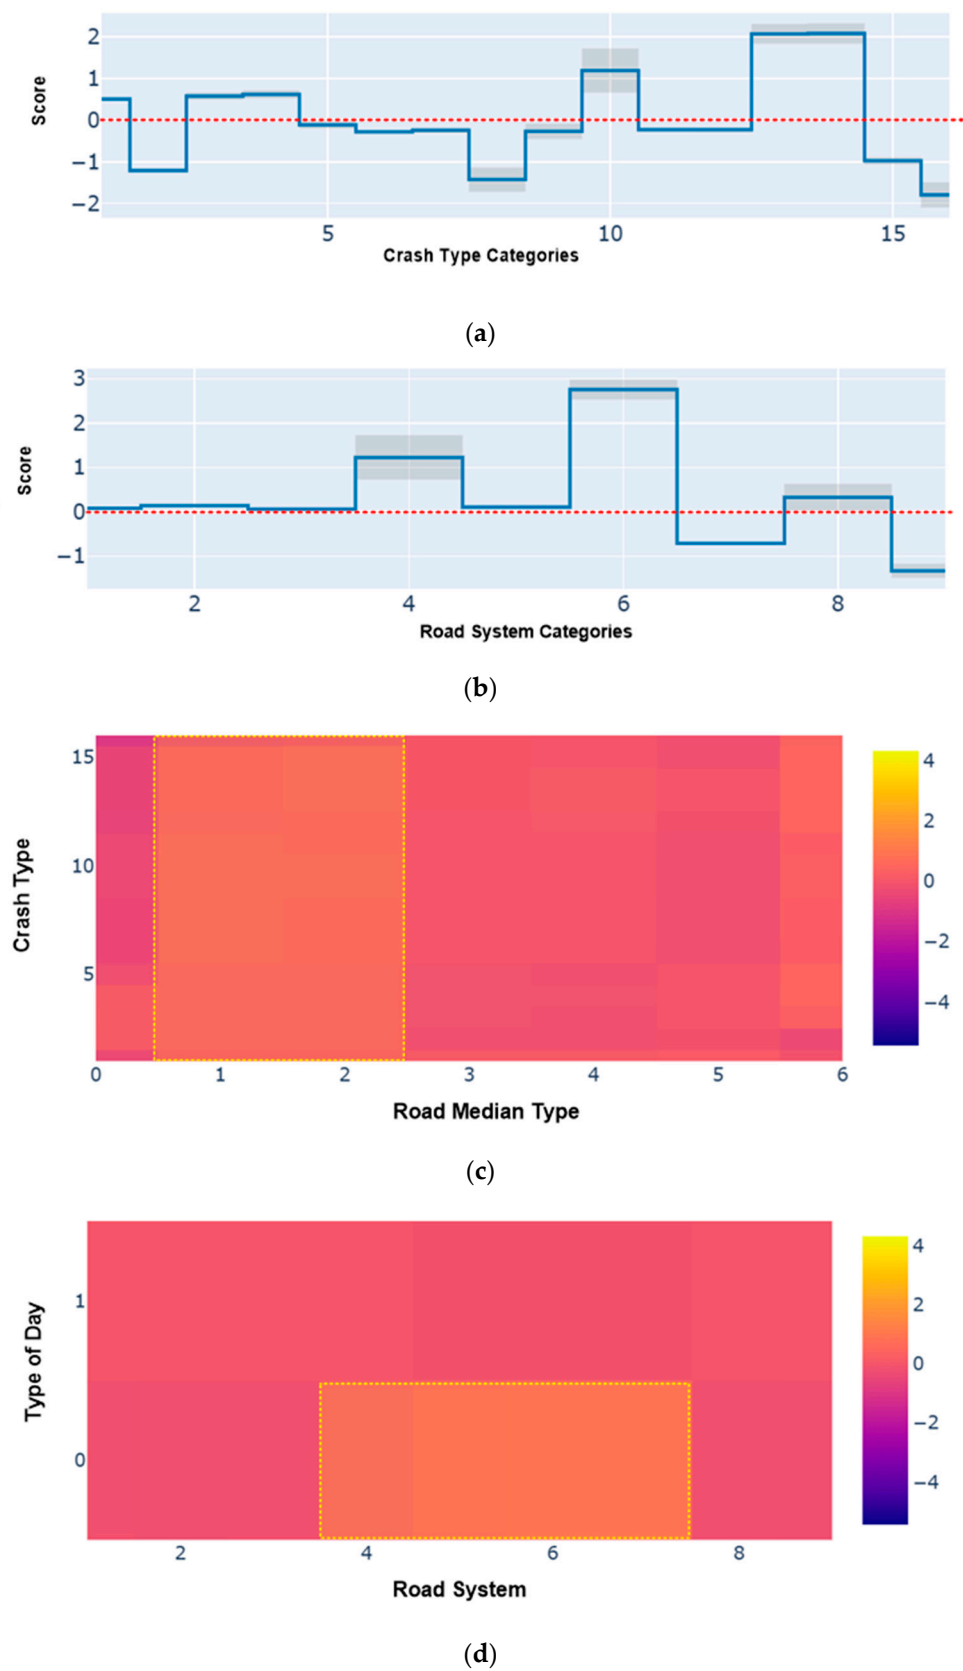 2
1
0
−1
−2
Score
5 10 15
Crash Type Categories
(a)
3
2
1
0
−1
Score
2 4 6 8
Road System Categories
(b)
15
10
5
Crash Type
0 1 2 3 4 5 6
Road Median Type
4
2
0
−2
−4
(c)
1
0
Type of Day
2 4 6 8
Road System
4
2
0
−2
−4
(d)